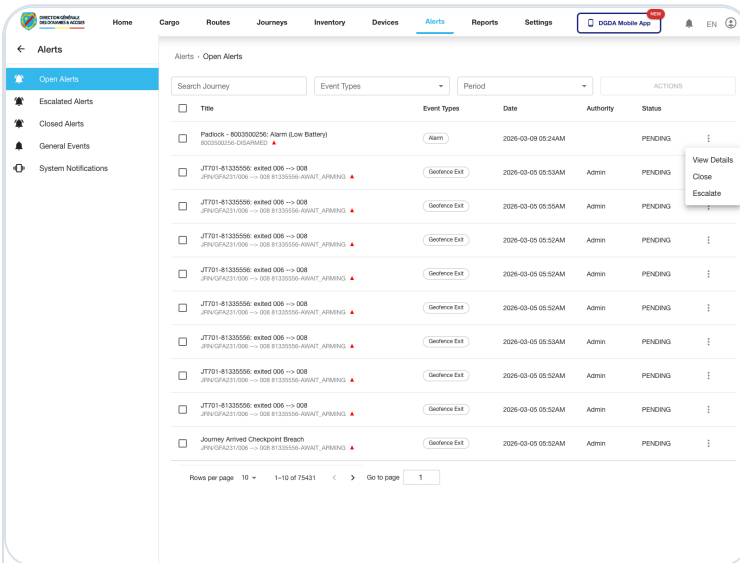 DIRECTION GÉNÉRALE
DES DOUANES & ACCISES
Home
Cargo
Routes
Journeys
Inventory
Devices
Alerts
Reports
Settings
DGDA Mobile App
NEW
EN
Alerts
Open Alerts
Escalated Alerts
Closed Alerts
General Events
System Notifications
Alerts › Open Alerts
Search Journey
Event Types
Period
ACTIONS
Title Event Types Date Authority Status
Padlock - 8003500256: Alarm (Low Battery)
8003500256-DISARMED
Alarm 2026-03-09 05:24AM PENDING
View Details
Close
Escalate
JT701-81335556: exited 006 --> 008
JRN/GFA231/006 --> 008 81335556-AWAIT_ARMING
Geofence Exit 2026-03-05 05:53AM Admin PENDING
JT701-81335556: exited 006 --> 008
JRN/GFA231/006 --> 008 81335556-AWAIT_ARMING
Geofence Exit 2026-03-05 05:55AM Admin PENDING
JT701-81335556: exited 006 --> 008
JRN/GFA231/006 --> 008 81335556-AWAIT_ARMING
Geofence Exit 2026-03-05 05:52AM Admin PENDING
JT701-81335556: exited 006 --> 008
JRN/GFA231/006 --> 008 81335556-AWAIT_ARMING
Geofence Exit 2026-03-05 05:52AM Admin PENDING
JT701-81335556: exited 006 --> 008
JRN/GFA231/006 --> 008 81335556-AWAIT_ARMING
Geofence Exit 2026-03-05 05:52AM Admin PENDING
JT701-81335556: exited 006 --> 008
JRN/GFA231/006 --> 008 81335556-AWAIT_ARMING
Geofence Exit 2026-03-05 05:53AM Admin PENDING
JT701-81335556: exited 006 --> 008
JRN/GFA231/006 --> 008 81335556-AWAIT_ARMING
Geofence Exit 2026-03-05 05:52AM Admin PENDING
JT701-81335556: exited 006 --> 008
JRN/GFA231/006 --> 008 81335556-AWAIT_ARMING
Geofence Exit 2026-03-05 05:52AM Admin PENDING
Journey Arrived Checkpoint Breach
JRN/GFA231/006 --> 008 81335556-AWAIT_ARMING
Geofence Exit 2026-03-05 05:52AM Admin PENDING
Rows per page 10 1–10 of 75431 Go to page 1